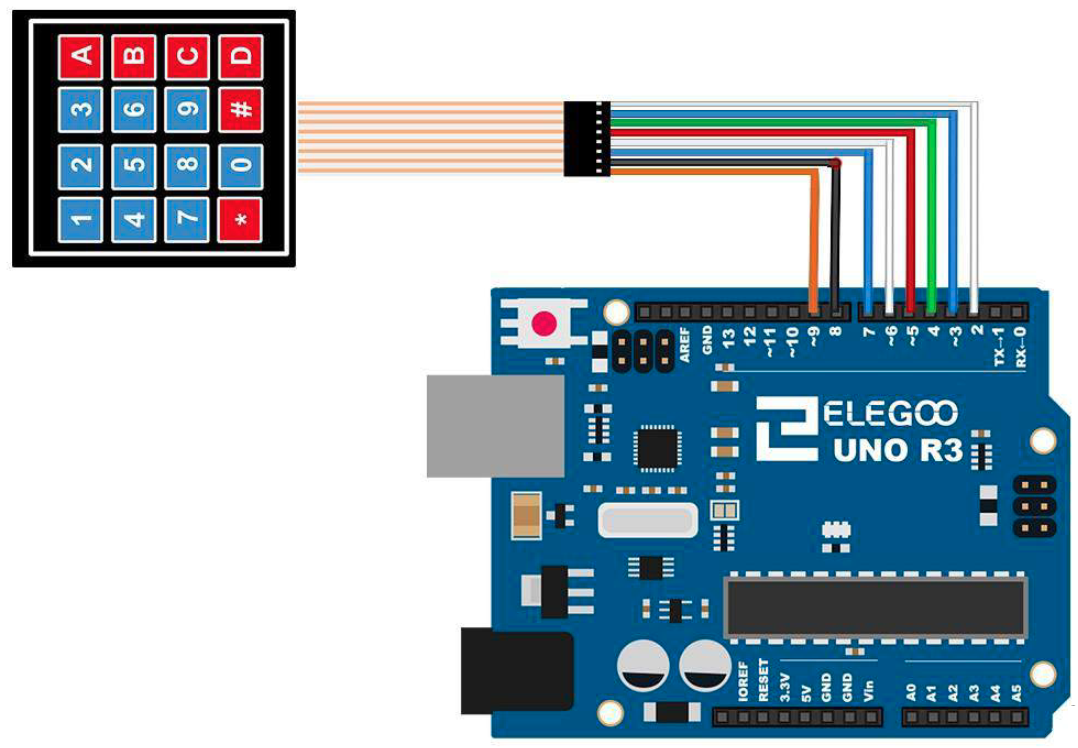 A B C D
3 6 9 #
2 5 8 0
1 4 7 *
AREF
GND
13
12
~11
~10
~9
8
7
~6
~5
4
~3
2
TX→1
RX←0
ELEGOO
UNO R3
IOREF
RESET
3.3V
5V
GND
GND
Vin
A0
A1
A2
A3
A4
A5